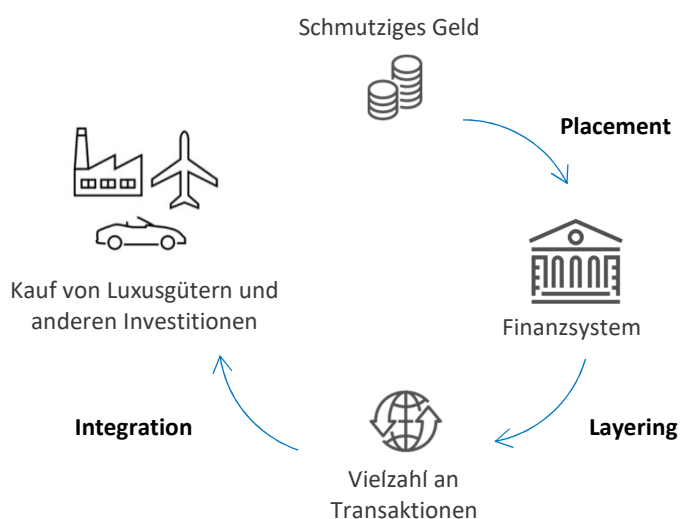 Schmutziges Geld
Placement
Finanzsystem
Layering
Vielzahl an
Transaktionen
Integration
Kauf von Luxusgütern und
anderen Investitionen